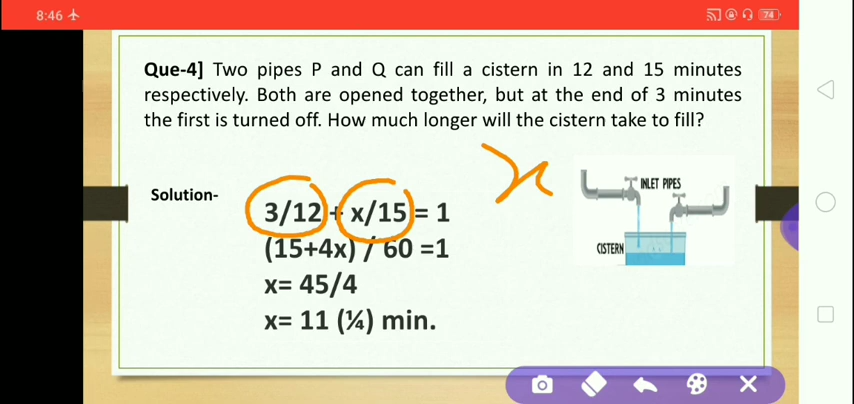 8:46
74
Que-4] Two pipes P and Q can fill a cistern in 12 and 15 minutes
respectively. Both are opened together, but at the end of 3 minutes
the first is turned off. How much longer will the cistern take to fill?
x
Solution-
3/12 + x/15 = 1
(15+4x) / 60 =1
x= 45/4
x= 11 (¼) min.
INLET PIPES
CISTERN